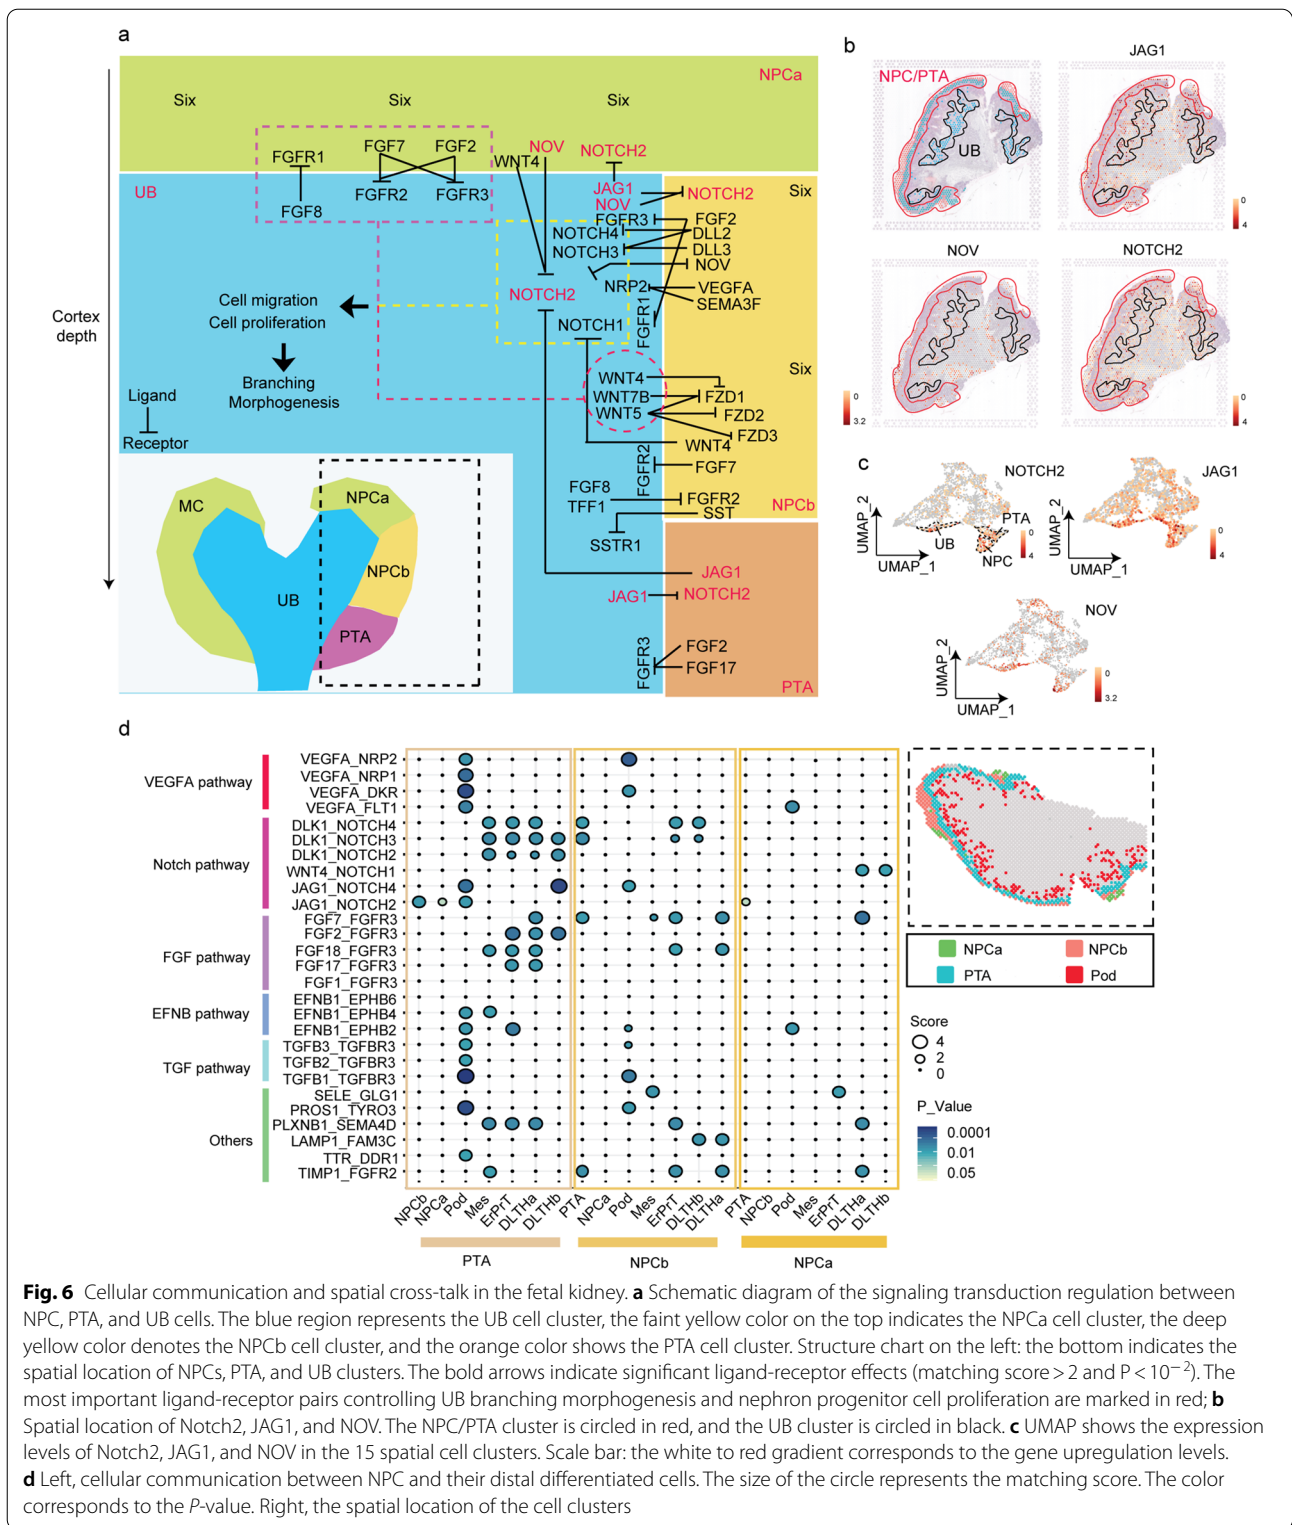 a
NPCa
Six
Six
Six
FGFR1
FGF7
FGF2
WNT4
NOV
NOTCH2
UB
FGFR2
FGFR3
FGF8
JAG1
NOV
NOTCH2
Six
FGFR3
FGF2
NOTCH4
DLL2
NOTCH3
DLL3
NOV
NRP2
VEGFA
SEMA3F
NOTCH2
FGFR1
NOTCH1
Cell migration
Cell proliferation
Cortex
depth
Branching
Morphogenesis
Six
WNT4
WNT7B
FZD1
WNT5
FZD2
FZD3
WNT4
Ligand
Receptor
FGFR2
FGF7
FGF8
TFF1
FGFR2
NPCb
SST
SSTR1
MC
NPCa
NPCb
UB
PTA
JAG1
JAG1
NOTCH2
FGFR3
FGF2
FGF17
PTA
b
NPC/PTA
UB
JAG1
0
4
NOV
0
3.2
NOTCH2
0
4
c
NOTCH2
PTA
UB
NPC
0
4
UMAP_2
UMAP_1
JAG1
0
4
UMAP_2
UMAP_1
NOV
0
3.2
UMAP_2
UMAP_1
d
VEGFA pathway
VEGFA_NRP2
VEGFA_NRP1
VEGFA_DKR
VEGFA_FLT1
Notch pathway
DLK1_NOTCH4
DLK1_NOTCH3
DLK1_NOTCH2
WNT4_NOTCH1
JAG1_NOTCH4
JAG1_NOTCH2
FGF pathway
FGF7_FGFR3
FGF2_FGFR3
FGF18_FGFR3
FGF17_FGFR3
FGF1_FGFR3
EFNB pathway
EFNB1_EPHB6
EFNB1_EPHB4
EFNB1_EPHB2
TGF pathway
TGFB3_TGFBR3
TGFB2_TGFBR3
TGFB1_TGFBR3
Others
SELE_GLG1
PROS1_TYRO3
PLXNB1_SEMA4D
LAMP1_FAM3C
TTR_DDR1
TIMP1_FGFR2
NPCb
NPCa
Pod
Mes
ErPrT
DLTHa
DLTHb
PTA
NPCa
Pod
Mes
ErPrT
DLTHb
DLTHa
PTA
NPCb
Pod
Mes
ErPrT
DLTHa
DLTHb
PTA
NPCb
NPCa
NPCa
NPCb
PTA
Pod
Score
4
2
0
P_Value
0.0001
0.01
0.05
Fig. 6 Cellular communication and spatial cross-talk in the fetal kidney. a Schematic diagram of the signaling transduction regulation between
NPC, PTA, and UB cells. The blue region represents the UB cell cluster, the faint yellow color on the top indicates the NPCa cell cluster, the deep
yellow color denotes the NPCb cell cluster, and the orange color shows the PTA cell cluster. Structure chart on the left: the bottom indicates the
spatial location of NPCs, PTA, and UB clusters. The bold arrows indicate significant ligand-receptor effects (matching score > 2 and P < 10⁻²). The
most important ligand-receptor pairs controlling UB branching morphogenesis and nephron progenitor cell proliferation are marked in red; b
Spatial location of Notch2, JAG1, and NOV. The NPC/PTA cluster is circled in red, and the UB cluster is circled in black. c UMAP shows the expression
levels of Notch2, JAG1, and NOV in the 15 spatial cell clusters. Scale bar: the white to red gradient corresponds to the gene upregulation levels.
d Left, cellular communication between NPC and their distal differentiated cells. The size of the circle represents the matching score. The color
corresponds to the P-value. Right, the spatial location of the cell clusters